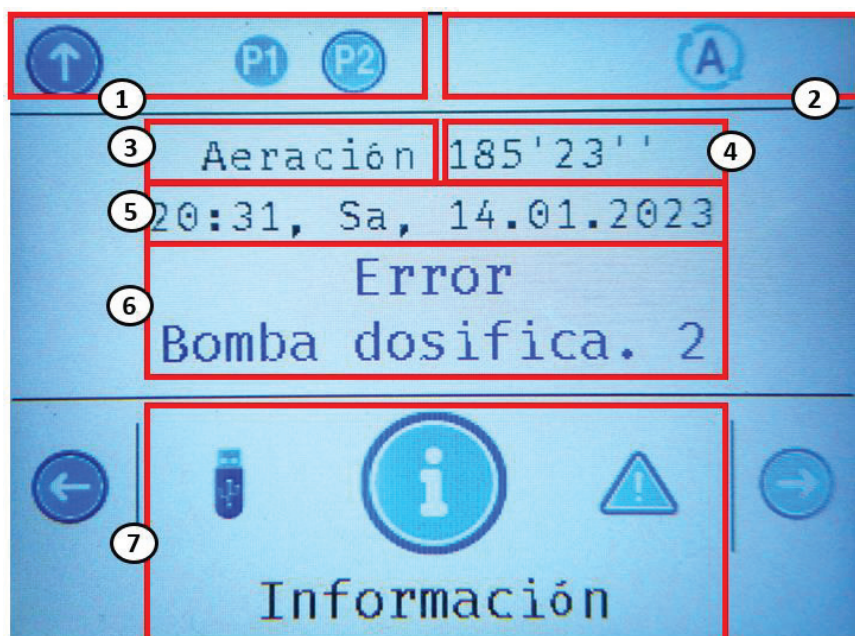 P1 P2 A
1 2
3 Aeración 185'23'' 4
5 20:31, Sa, 14.01.2023
Error
6
Bomba dosifica. 2
i !
7
Información